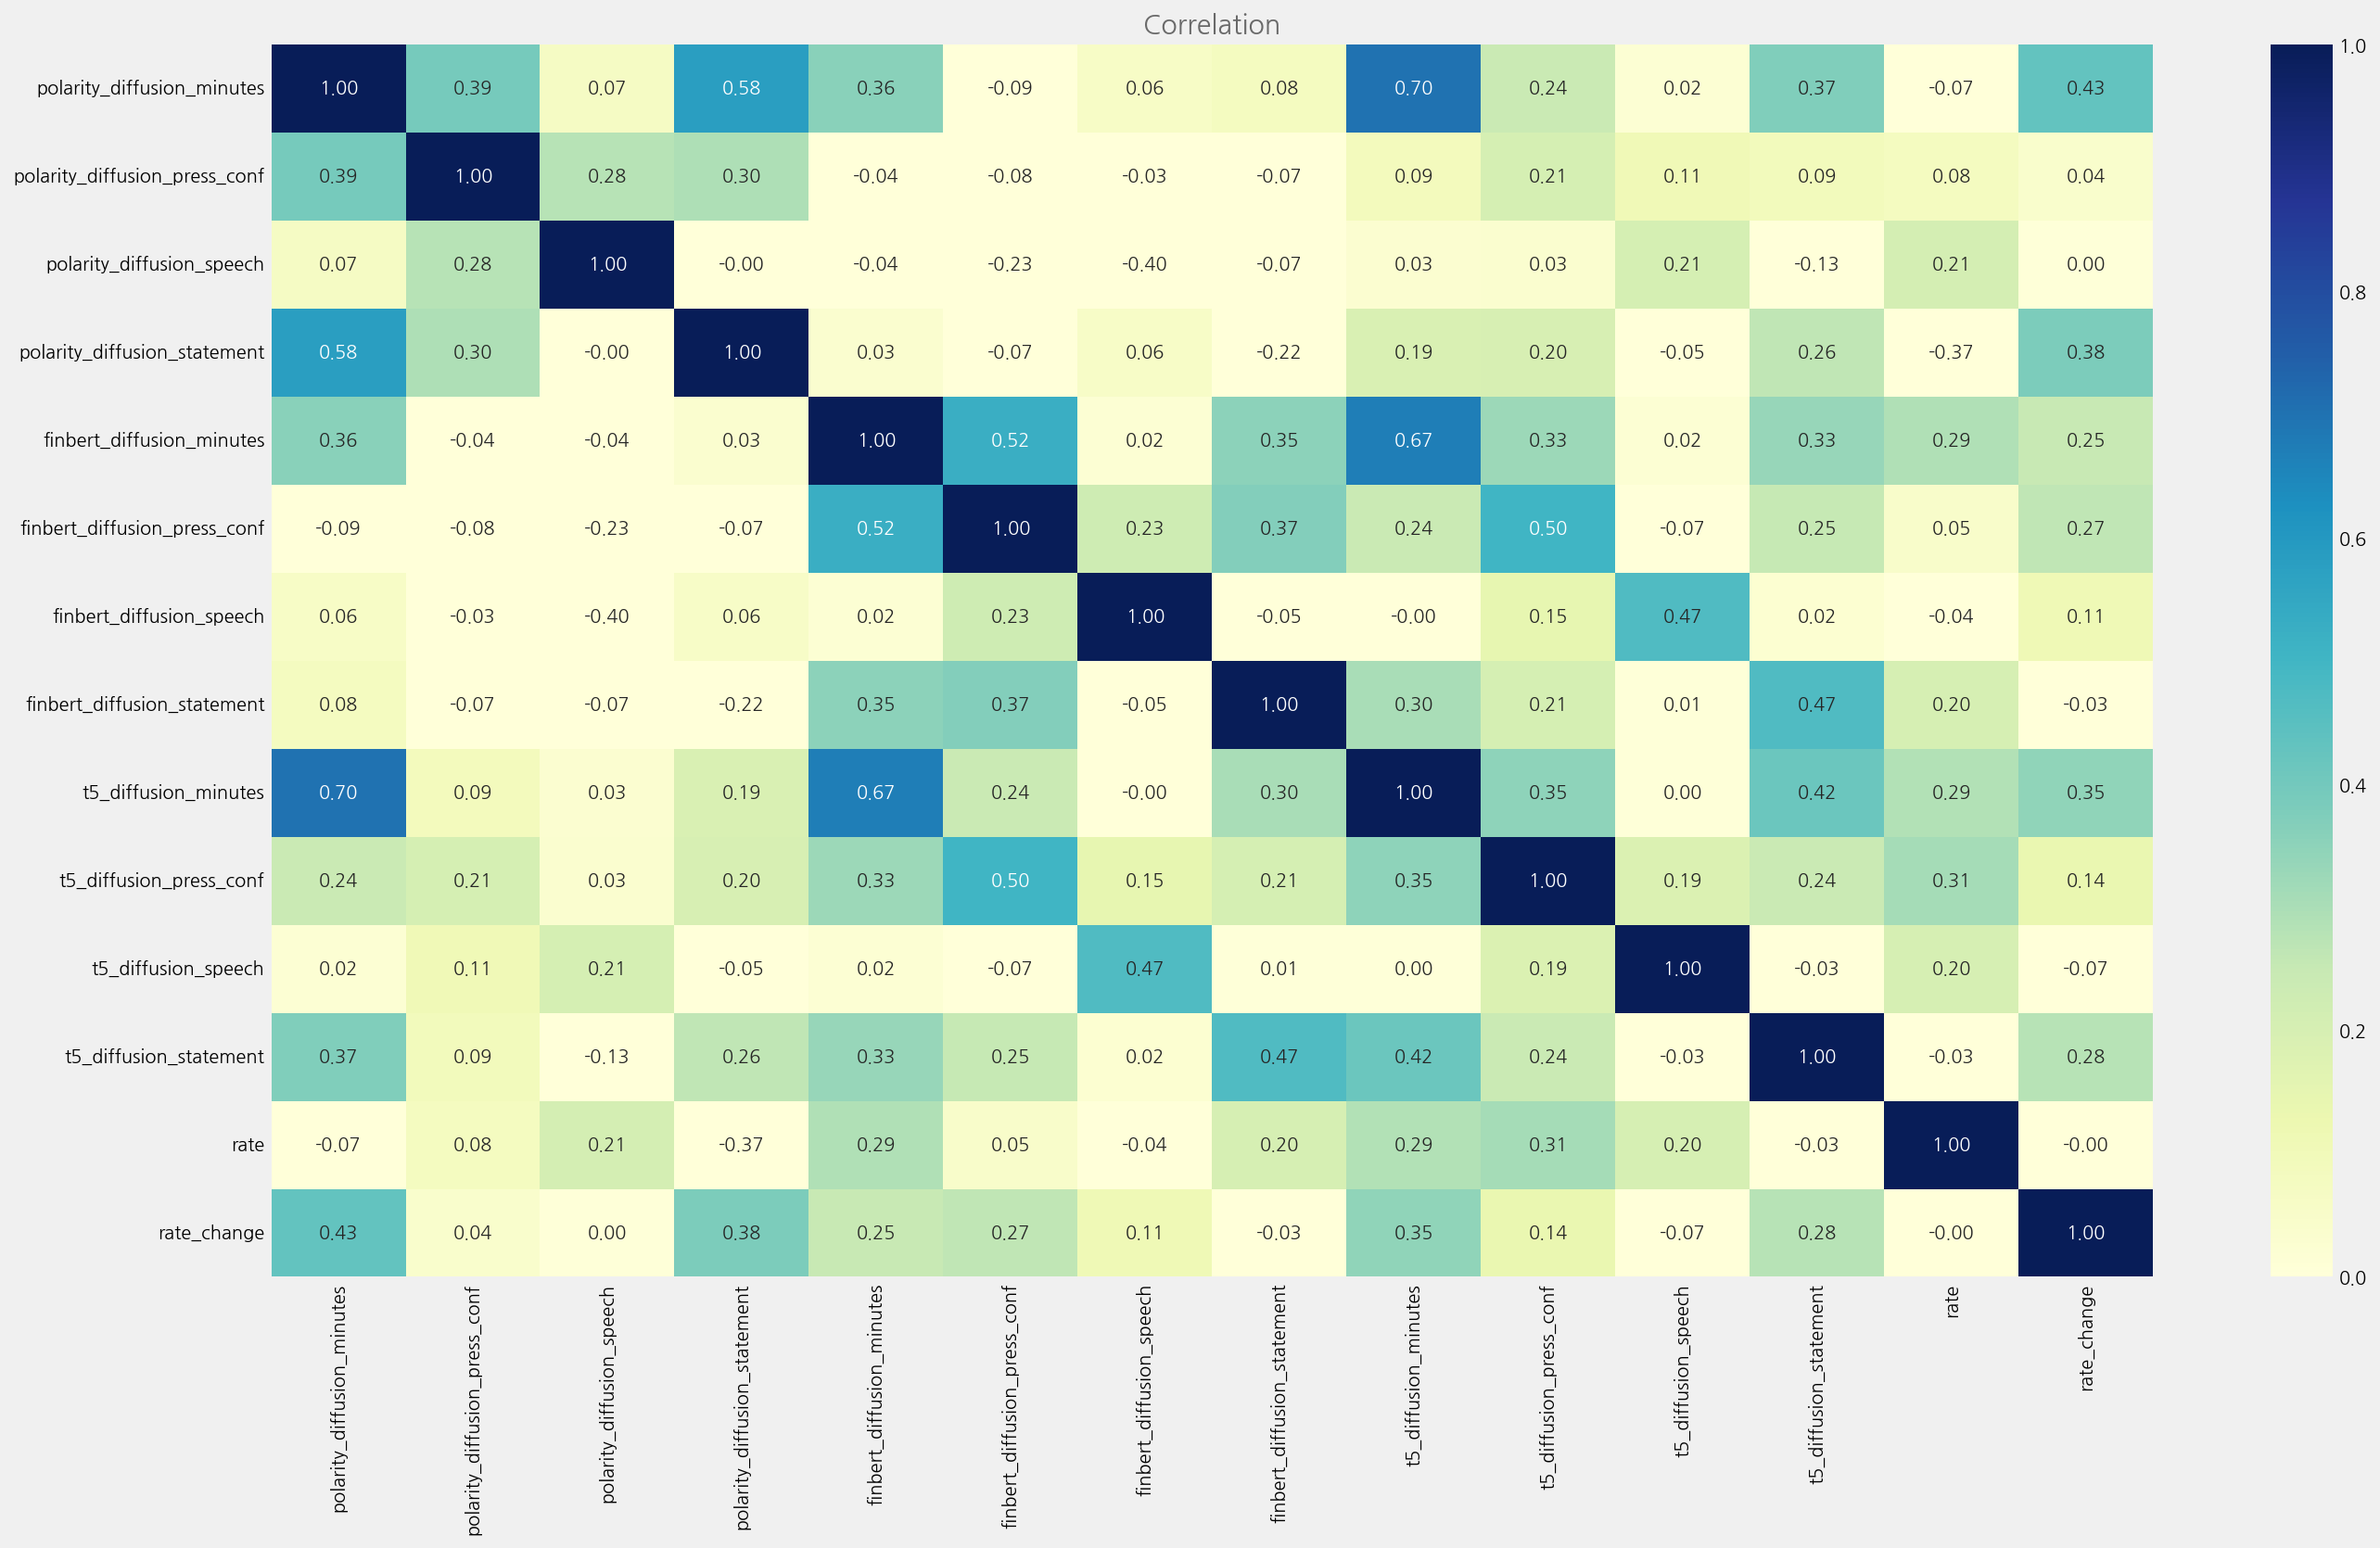 Correlation
polarity_diffusion_minutes 1.00 0.39 0.07 0.58 0.36 -0.09 0.06 0.08 0.70 0.24 0.02 0.37 -0.07 0.43
polarity_diffusion_press_conf 0.39 1.00 0.28 0.30 -0.04 -0.08 -0.03 -0.07 0.09 0.21 0.11 0.09 0.08 0.04
polarity_diffusion_speech 0.07 0.28 1.00 -0.00 -0.04 -0.23 -0.40 -0.07 0.03 0.03 0.21 -0.13 0.21 0.00
polarity_diffusion_statement 0.58 0.30 -0.00 1.00 0.03 -0.07 0.06 -0.22 0.19 0.20 -0.05 0.26 -0.37 0.38
finbert_diffusion_minutes 0.36 -0.04 -0.04 0.03 1.00 0.52 0.02 0.35 0.67 0.33 0.02 0.33 0.29 0.25
finbert_diffusion_press_conf -0.09 -0.08 -0.23 -0.07 0.52 1.00 0.23 0.37 0.24 0.50 -0.07 0.25 0.05 0.27
finbert_diffusion_speech 0.06 -0.03 -0.40 0.06 0.02 0.23 1.00 -0.05 -0.00 0.15 0.47 0.02 -0.04 0.11
finbert_diffusion_statement 0.08 -0.07 -0.07 -0.22 0.35 0.37 -0.05 1.00 0.30 0.21 0.01 0.47 0.20 -0.03
t5_diffusion_minutes 0.70 0.09 0.03 0.19 0.67 0.24 -0.00 0.30 1.00 0.35 0.00 0.42 0.29 0.35
t5_diffusion_press_conf 0.24 0.21 0.03 0.20 0.33 0.50 0.15 0.21 0.35 1.00 0.19 0.24 0.31 0.14
t5_diffusion_speech 0.02 0.11 0.21 -0.05 0.02 -0.07 0.47 0.01 0.00 0.19 1.00 -0.03 0.20 -0.07
t5_diffusion_statement 0.37 0.09 -0.13 0.26 0.33 0.25 0.02 0.47 0.42 0.24 -0.03 1.00 -0.03 0.28
rate -0.07 0.08 0.21 -0.37 0.29 0.05 -0.04 0.20 0.29 0.31 0.20 -0.03 1.00 -0.00
rate_change 0.43 0.04 0.00 0.38 0.25 0.27 0.11 -0.03 0.35 0.14 -0.07 0.28 -0.00 1.00
polarity_diffusion_minutes
polarity_diffusion_press_conf
polarity_diffusion_speech
polarity_diffusion_statement
finbert_diffusion_minutes
finbert_diffusion_press_conf
finbert_diffusion_speech
finbert_diffusion_statement
t5_diffusion_minutes
t5_diffusion_press_conf
t5_diffusion_speech
t5_diffusion_statement
rate
rate_change
1.0
0.8
0.6
0.4
0.2
0.0